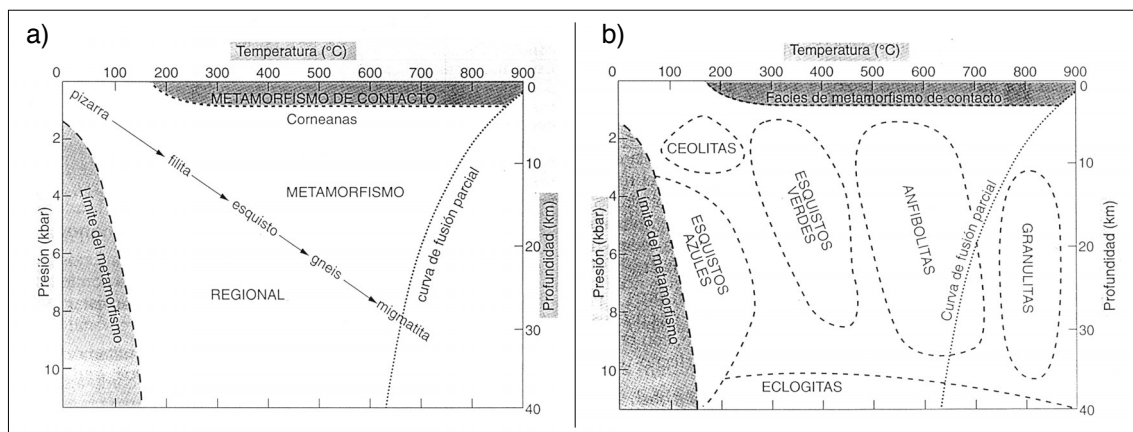 a)
Temperatura (°C)
0 100 200 300 400 500 600 700 800 900
METAMORFISMO DE CONTACTO
Corneanas
pizarra
filita
METAMORFISMO
esquisto
gneis
REGIONAL
migmatita
Límite del metamorfismo
curva de fusión parcial
Presión (kbar)
2
4
6
8
10
Profundidad (km)
0
10
20
30
40
b)
Temperatura (°C)
0 100 200 300 400 500 600 700 800 900
Facies de metamorfismo de contacto
CEOLITAS
ESQUISTOS
VERDES
ESQUISTOS
AZULES
ANFIBOLITAS
GRANULITAS
ECLOGITAS
Límite del metamorfismo
Curva de fusión parcial
Presión (kbar)
2
4
6
8
10
Profundidad (km)
0
10
20
30
40